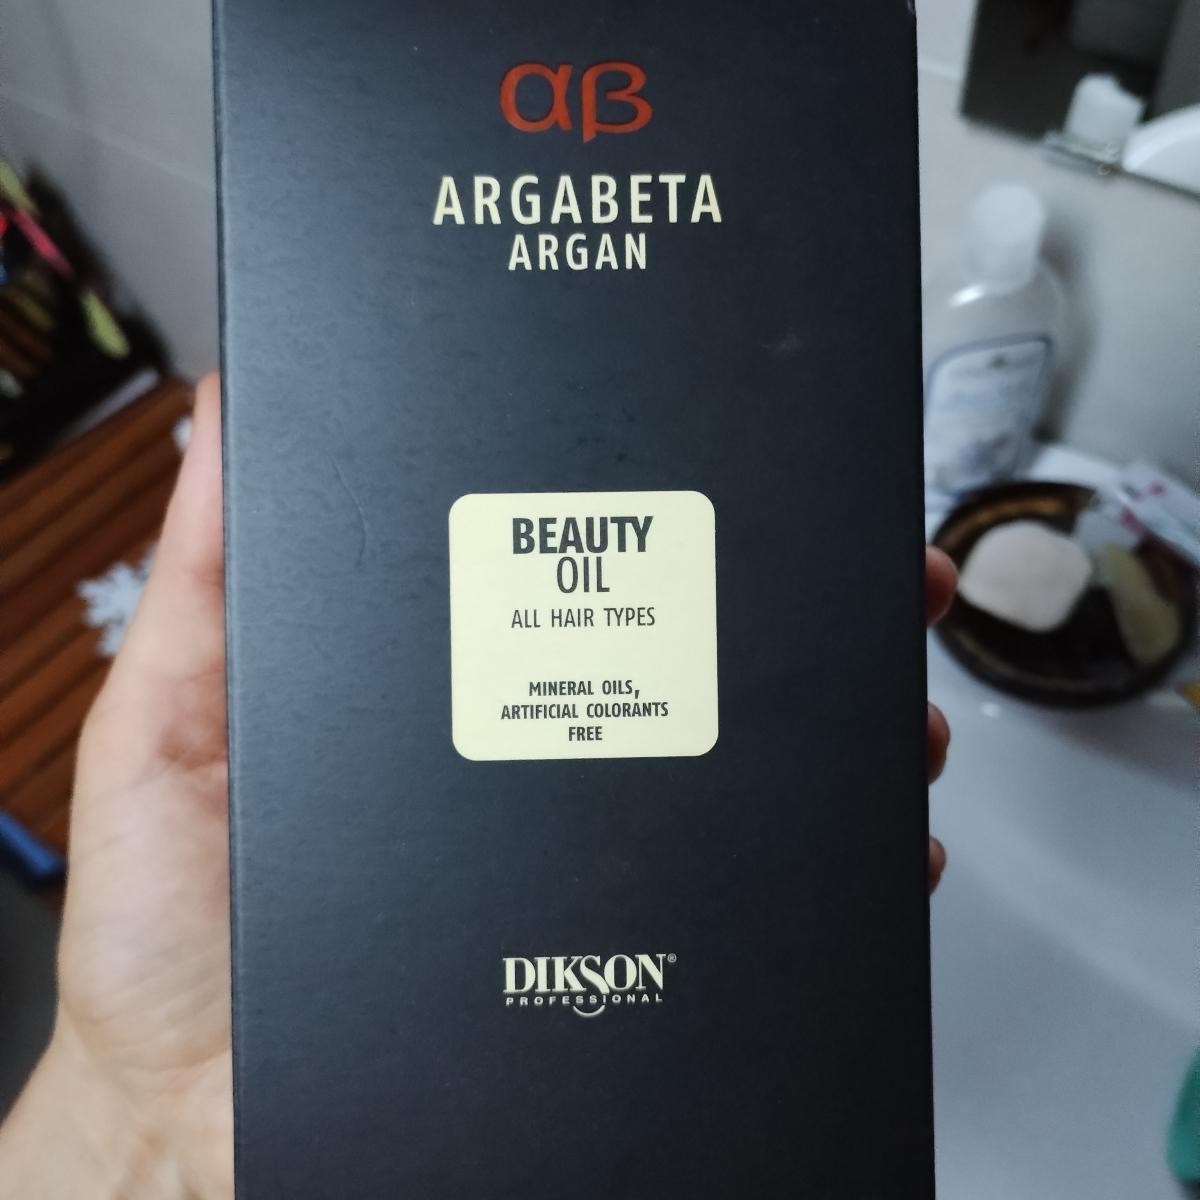 αβ
ARGABETA
ARGAN
BEAUTY
OIL
ALL HAIR TYPES
MINERAL OILS,
ARTIFICIAL COLORANTS
FREE
DIKSON®
PROFESSIONAL